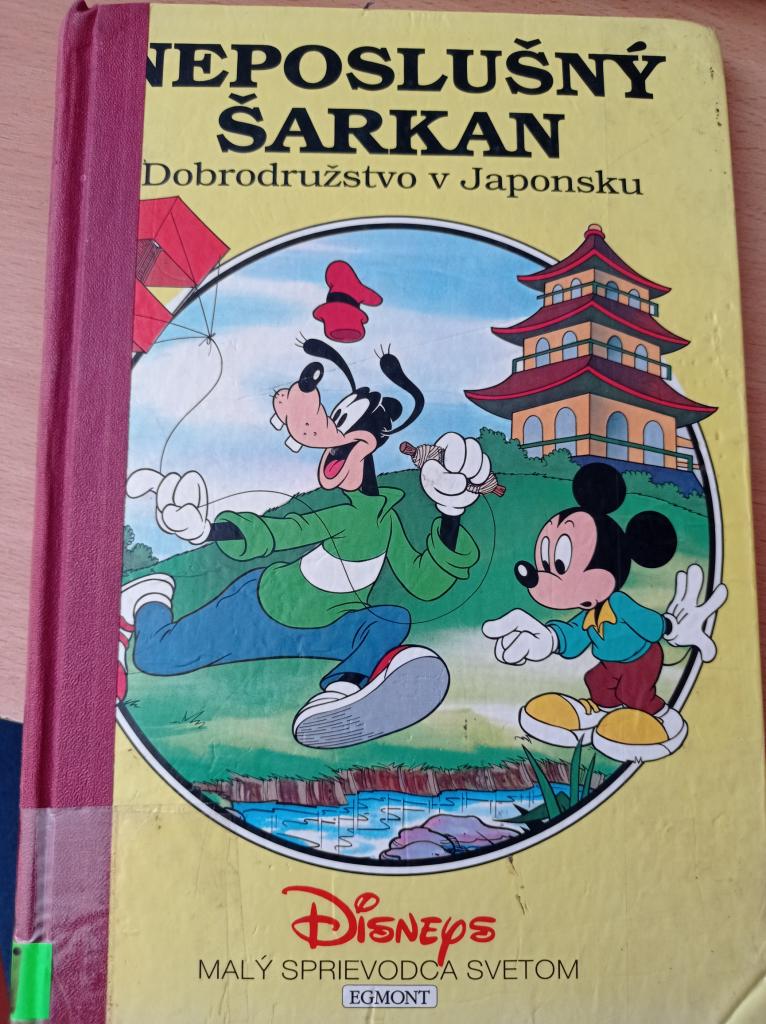 NEPOSLUŠNÝ
ŠARKAN
Dobrodružstvo v Japonsku
DISNEYS
MALÝ SPRIEVODCA SVETOM
EGMONT